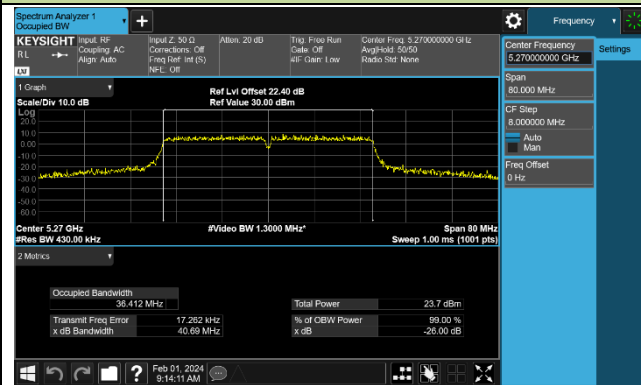 Spectrum Analyzer 1
Occupied BW
Frequency
KEYSIGHT
RL
LXI
Input: RF
Coupling: AC
Align: Auto
Input Z: 50 Ω
Corrections: Off
Freq Ref: Int (S)
NFE: Off
Atten: 20 dB
Trig: Free Run
Gate: Off
#IF Gain: Low
Center Freq: 5.270000000 GHz
Avg|Hold: 50/50
Radio Std: None
Center Frequency
5.270000000 GHz
Settings
Span
80.000 MHz
CF Step
8.000000 MHz
Auto
Man
Freq Offset
0 Hz
1 Graph
Scale/Div 10.0 dB
Ref Lvl Offset 22.40 dB
Ref Value 30.00 dBm
Log
20.0
10.0
0.00
-10.0
-20.0
-30.0
-40.0
-50.0
-60.0
Center 5.27 GHz
#Res BW 430.00 kHz
#Video BW 1.3000 MHz*
Span 80 MHz
Sweep 1.00 ms (1001 pts)
2 Metrics
Occupied Bandwidth
36.412 MHz
Total Power 23.7 dBm
Transmit Freq Error 17.262 kHz
% of OBW Power 99.00 %
x dB Bandwidth 40.69 MHz
x dB -26.00 dB
?
Feb 01, 2024
9:14:11 AM